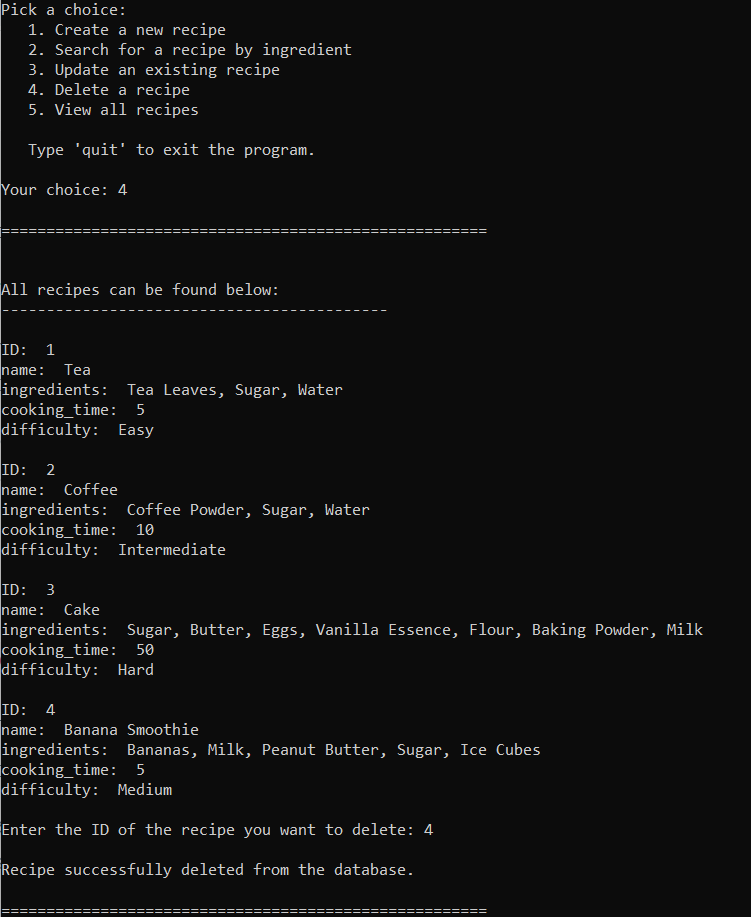 Pick a choice:
   1. Create a new recipe
   2. Search for a recipe by ingredient
   3. Update an existing recipe
   4. Delete a recipe
   5. View all recipes

   Type 'quit' to exit the program.

Your choice: 4

======================================================


All recipes can be found below:
-------------------------------------------

ID:  1
name:  Tea
ingredients:  Tea Leaves, Sugar, Water
cooking_time:  5
difficulty:  Easy

ID:  2
name:  Coffee
ingredients:  Coffee Powder, Sugar, Water
cooking_time:  10
difficulty:  Intermediate

ID:  3
name:  Cake
ingredients:  Sugar, Butter, Eggs, Vanilla Essence, Flour, Baking Powder, Milk
cooking_time:  50
difficulty:  Hard

ID:  4
name:  Banana Smoothie
ingredients:  Bananas, Milk, Peanut Butter, Sugar, Ice Cubes
cooking_time:  5
difficulty:  Medium

Enter the ID of the recipe you want to delete: 4

Recipe successfully deleted from the database.

======================================================